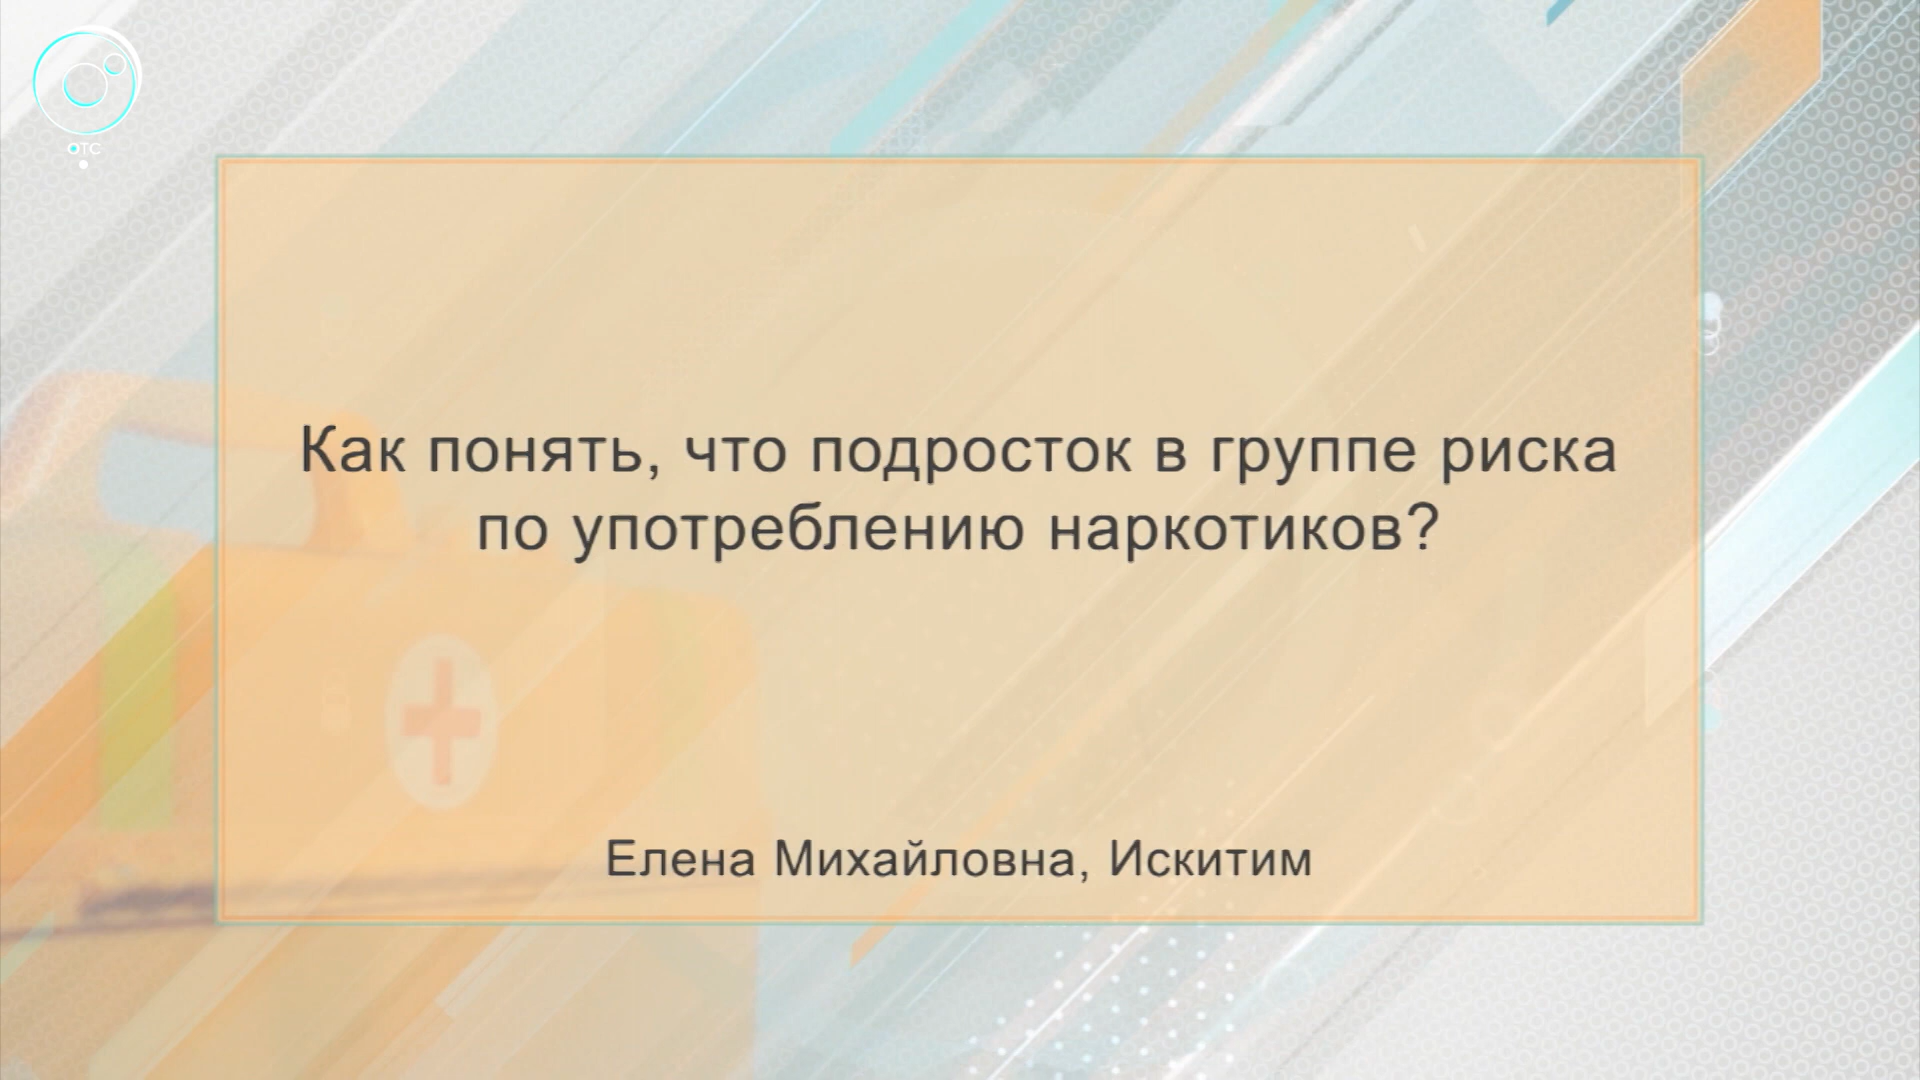 ОТС
Как понять, что подросток в группе риска
по употреблению наркотиков?
Елена Михайловна, Искитим